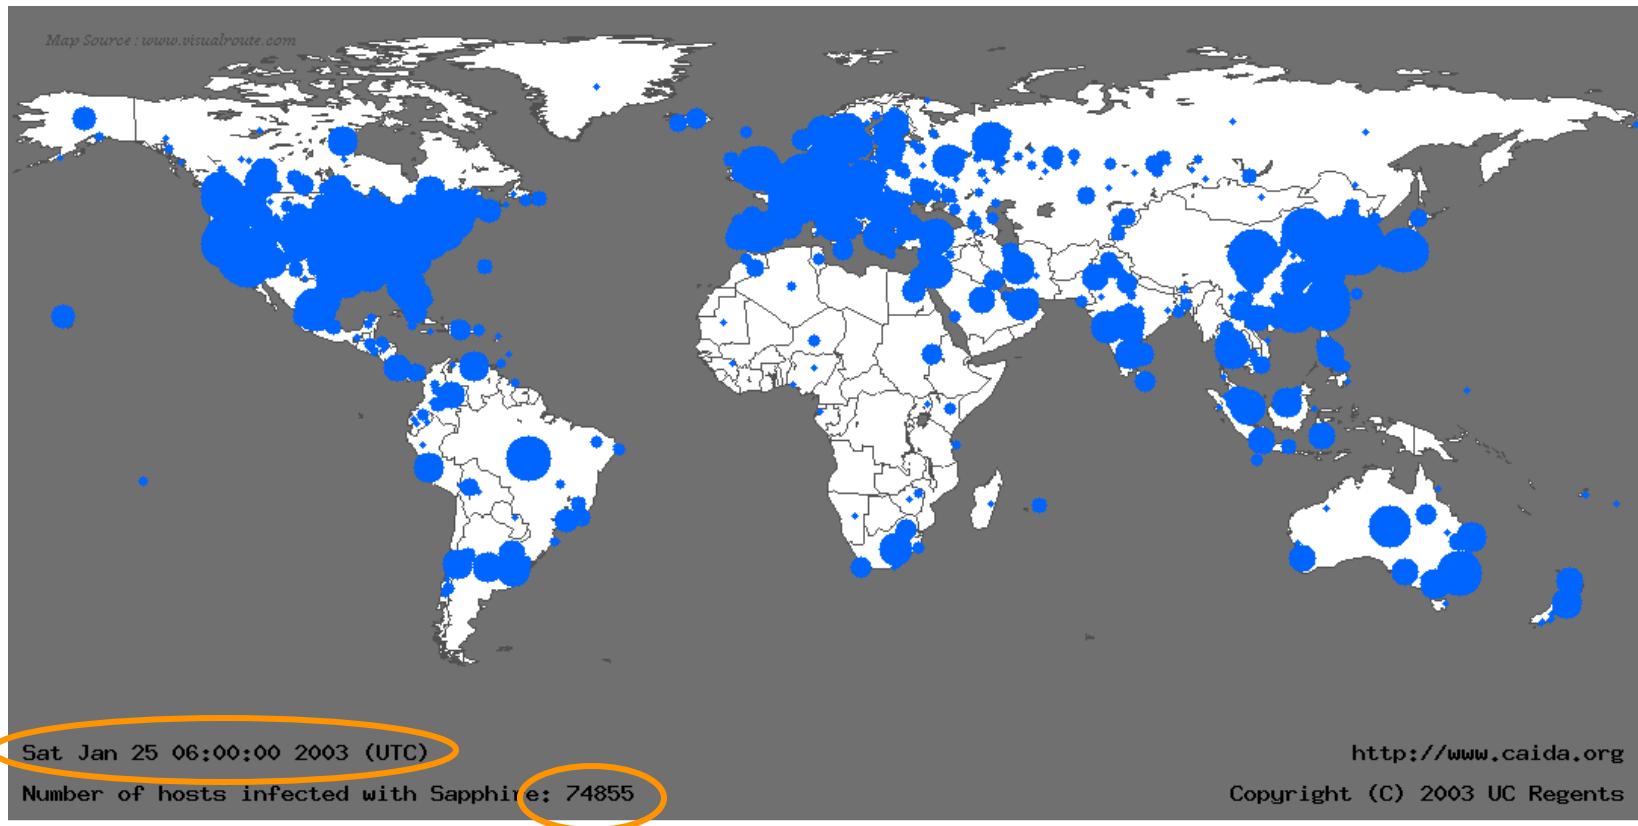 Map Source : www.visualroute.com
Sat Jan 25 06:00:00 2003 (UTC)
http://www.caida.org
Number of hosts infected with Sapphire: 74855
Copyright (C) 2003 UC Regents